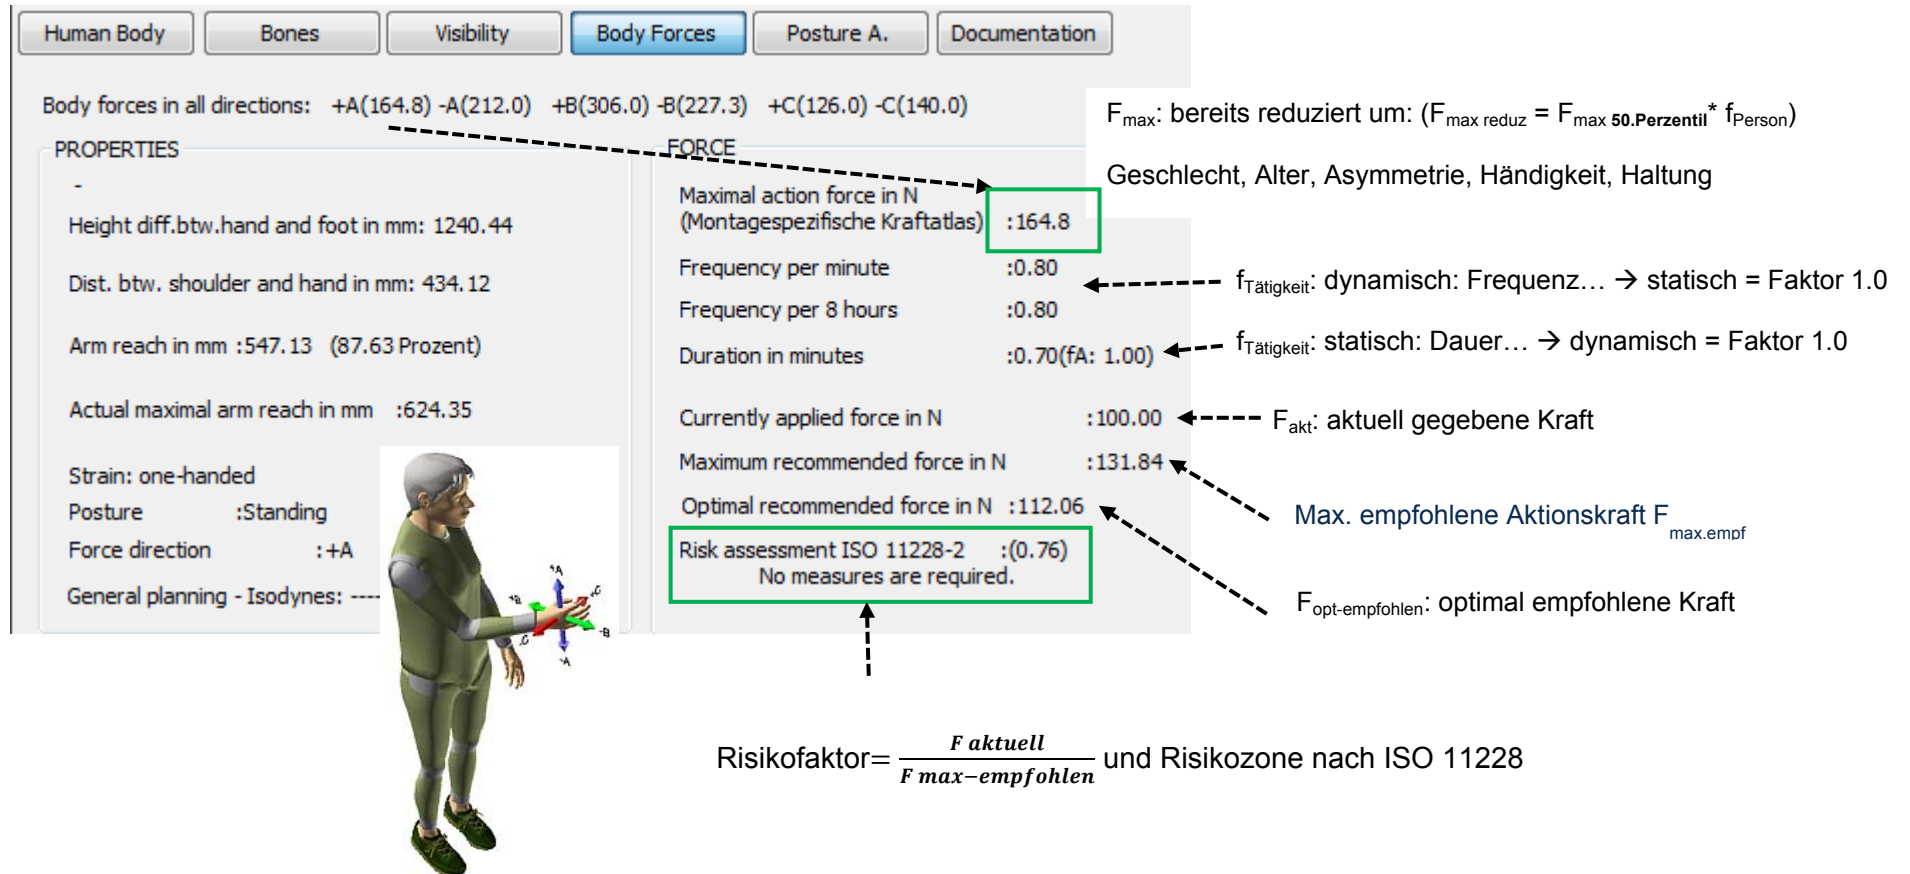 Human Body Bones Visibility Body Forces Posture A. Documentation
Body forces in all directions: +A(164.8) -A(212.0) +B(306.0) -B(227.3) +C(126.0) -C(140.0)
PROPERTIES
-
Height diff.btw.hand and foot in mm: 1240.44
Dist. btw. shoulder and hand in mm: 434.12
Arm reach in mm :547.13 (87.63 Prozent)
Actual maximal arm reach in mm :624.35
Strain: one-handed
Posture :Standing
Force direction :+A
General planning - Isodynes: ----
+A
+B
+C
-C
-B
-A
FORCE
Maximal action force in N
(Montagespezifische Kraftatlas) :164.8
Frequency per minute :0.80
Frequency per 8 hours :0.80
Duration in minutes :0.70(fA: 1.00)
Currently applied force in N :100.00
Maximum recommended force in N :131.84
Optimal recommended force in N :112.06
Risk assessment ISO 11228-2 :(0.76)
No measures are required.
Fmax: bereits reduziert um: (Fmax reduz = Fmax 50.Perzentil* fPerson)
Geschlecht, Alter, Asymmetrie, Händigkeit, Haltung
fTätigkeit: dynamisch: Frequenz… → statisch = Faktor 1.0
fTätigkeit: statisch: Dauer… → dynamisch = Faktor 1.0
Fakt: aktuell gegebene Kraft
Max. empfohlene Aktionskraft Fmax.empf
Fopt-empfohlen: optimal empfohlene Kraft
Risikofaktor= F aktuell / F max−empfohlen und Risikozone nach ISO 11228